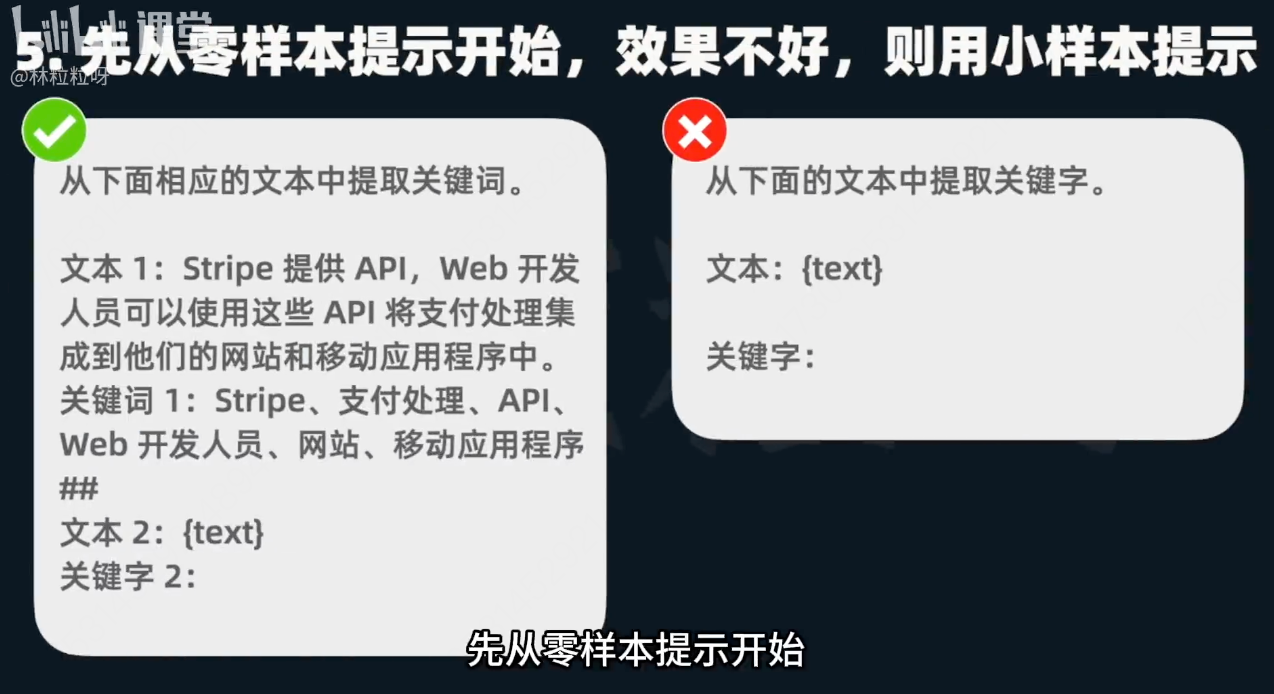 bilibili 课堂
5. 先从零样本提示开始，效果不好，则用小样本提示
@林粒粒呀
从下面相应的文本中提取关键词。
文本 1：Stripe 提供 API，Web 开发
人员可以使用这些 API 将支付处理集
成到他们的网站和移动应用程序中。
关键词 1：Stripe、支付处理、API、
Web 开发人员、网站、移动应用程序
##
文本 2：{text}
关键字 2：
从下面的文本中提取关键字。
文本：{text}
关键字：
先从零样本提示开始